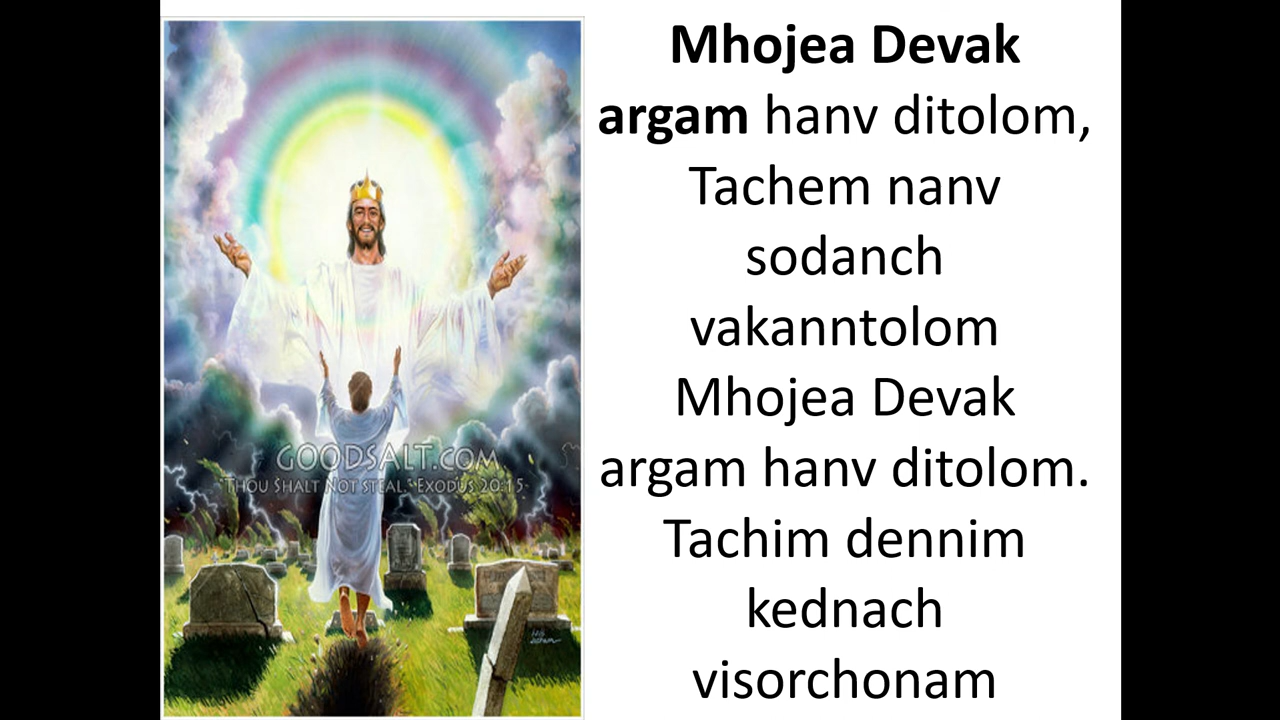 Mhojea Devak
argam hanv ditolom,
Tachem nanv
sodanch
vakanntolom
Mhojea Devak
argam hanv ditolom.
Tachim dennim
kednach
visorchonam
GOODSALT.COM
"THOU SHALT NOT STEAL." EXODUS 20:15